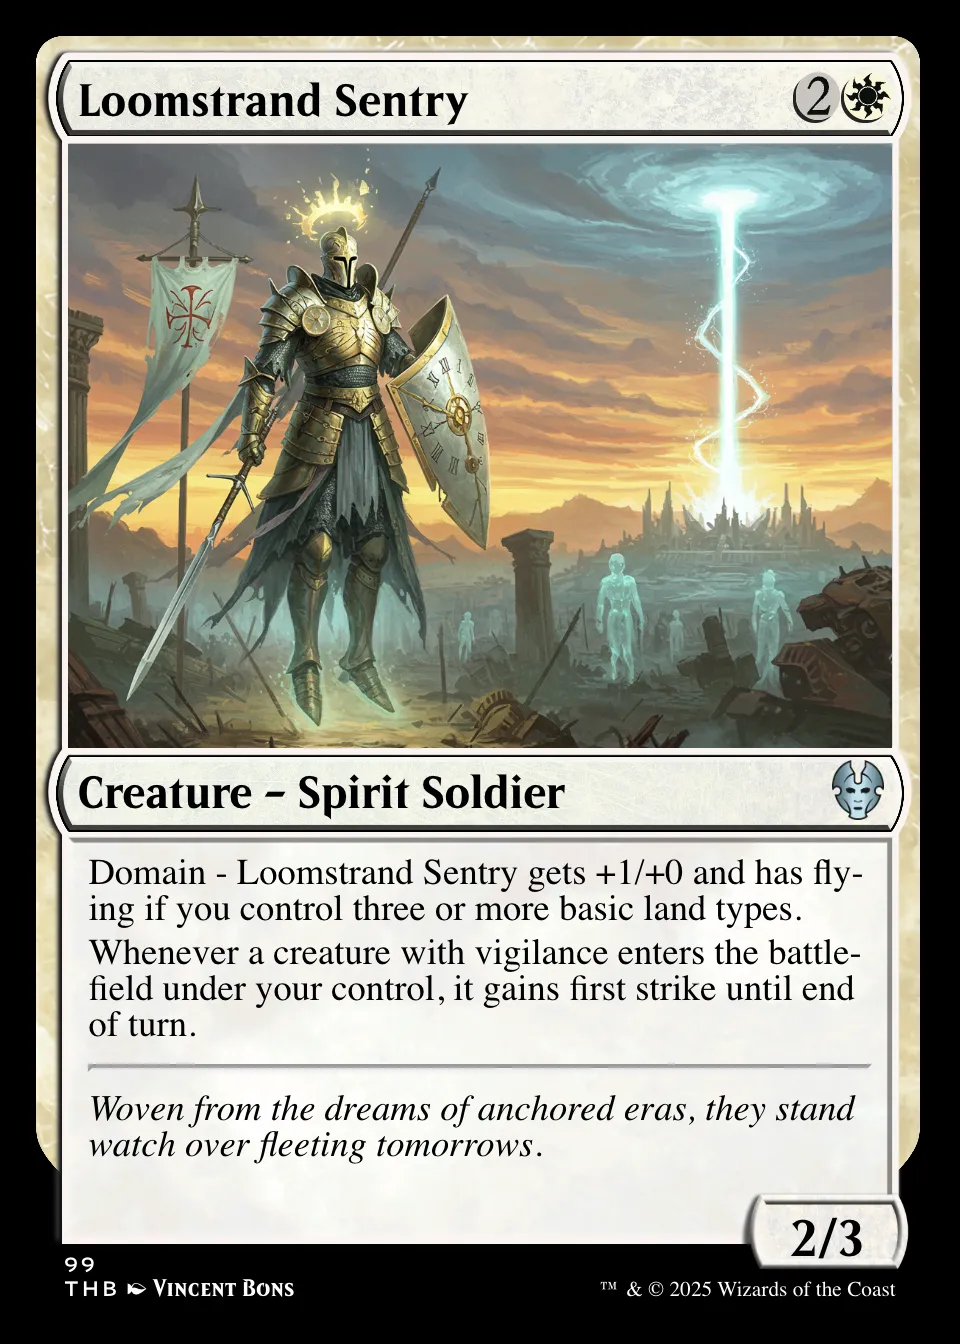 Loomstrand Sentry
2
Creature – Spirit Soldier
Domain - Loomstrand Sentry gets +1/+0 and has fly-
ing if you control three or more basic land types.
Whenever a creature with vigilance enters the battle-
field under your control, it gains first strike until end
of turn.
Woven from the dreams of anchored eras, they stand
watch over fleeting tomorrows.
2/3
99
THB Vincent Bons
™ & © 2025 Wizards of the Coast